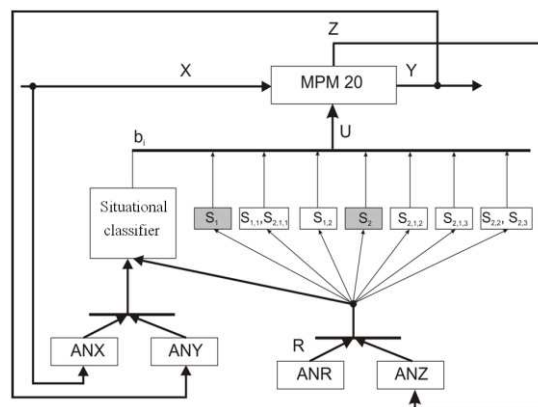 Z
X
MPM 20
Y
U
b_i
Situational
classifier
S_1
S_{1,1},S_{2,1,1}
S_{1,2}
S_2
S_{2,1,2}
S_{2,1,3}
S_{2,2}, S_{2,3}
ANX
ANY
R
ANR
ANZ